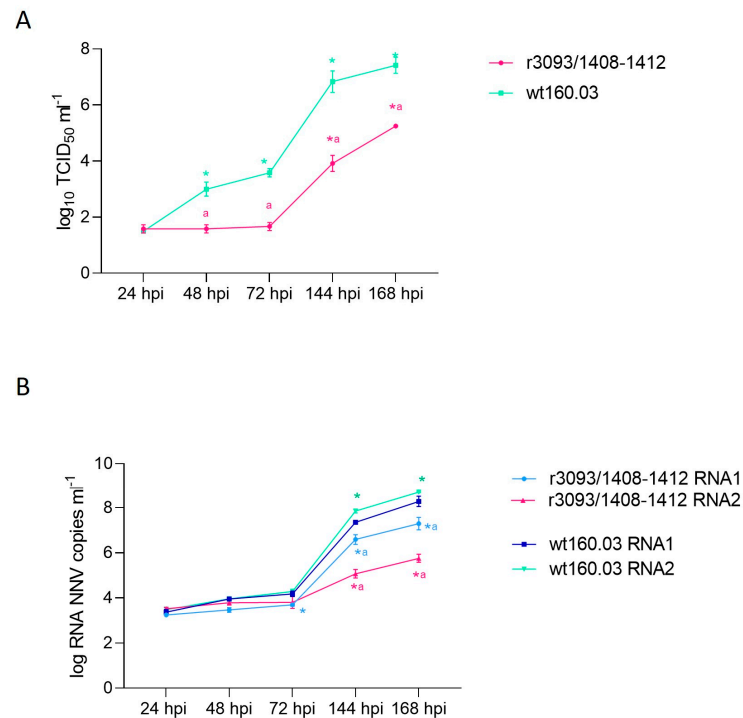 A
r3093/1408-1412
wt160.03
log10 TCID50 ml-1
8
6
4
2
0
*
*
*
*
*a
*a
a
a
24 hpi 48 hpi 72 hpi 144 hpi 168 hpi
B
r3093/1408-1412 RNA1
r3093/1408-1412 RNA2
wt160.03 RNA1
wt160.03 RNA2
log RNA NNV copies ml-1
10
8
6
4
2
0
*
*
*a
*a
*a
*a
*
24 hpi 48 hpi 72 hpi 144 hpi 168 hpi